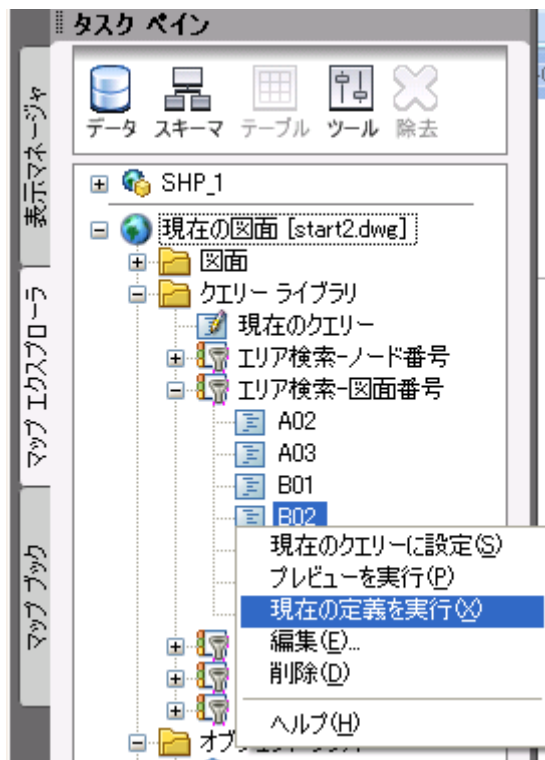 タスク ペイン
データ スキーマ テーブル ツール 除去
表示マネージャ
マップ エクスプローラ
マップ ブック
SHP_1
現在の図面 [start2.dwg]
図面
クエリー ライブラリ
現在のクエリー
エリア検索-ノード番号
エリア検索-図面番号
A02
A03
B01
B02
現在のクエリーに設定(S)
プレビューを実行(P)
現在の定義を実行(X)
編集(E)...
削除(D)
ヘルプ(H)